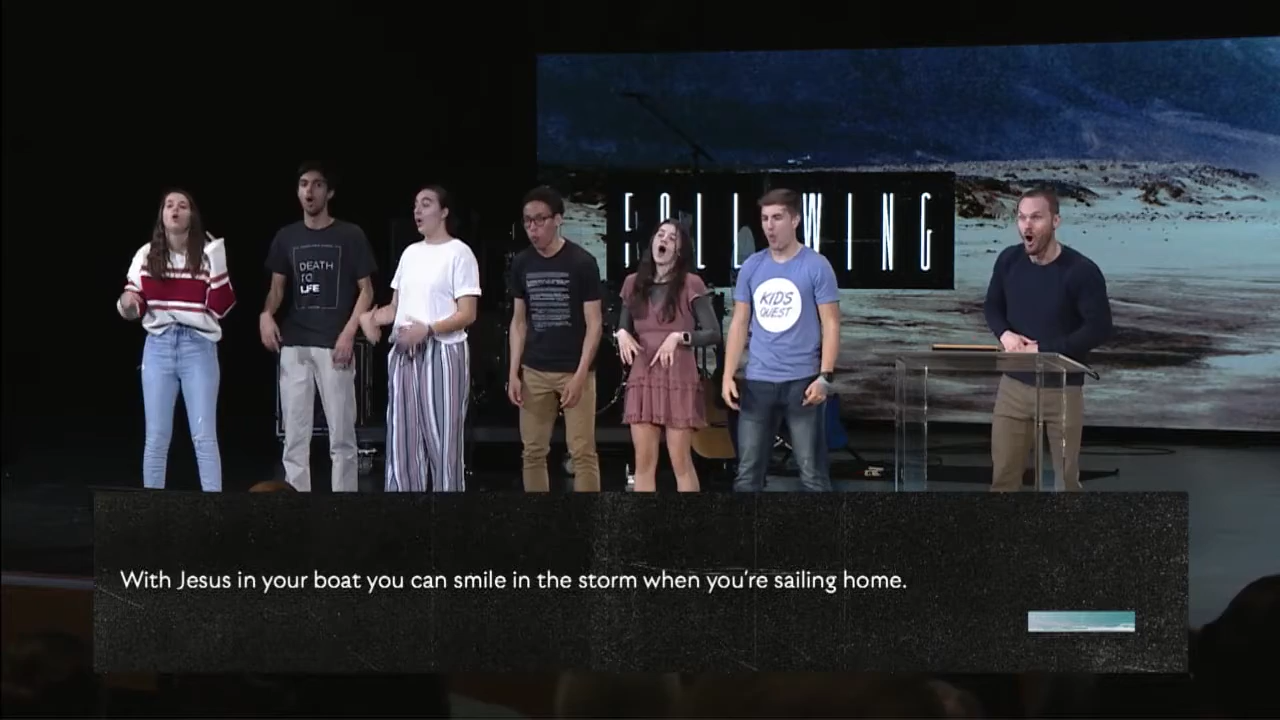 FOLLOWING
DEATH
TO
LIFE
KIDS
QUEST
With Jesus in your boat you can smile in the storm when you're sailing home.